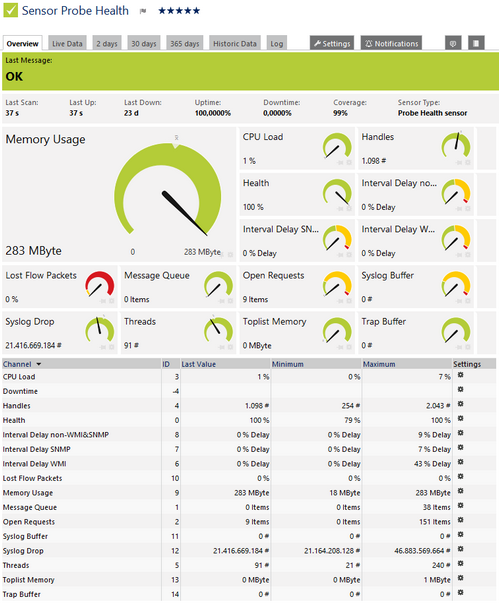 Sensor Probe Health ★★★★★
Overview Live Data 2 days 30 days 365 days Historic Data Log Settings Notifications
Last Message:
OK
Last Scan: Last Up: Last Down: Uptime: Downtime: Coverage: Sensor Type:
37 s 37 s 23 d 100,0000% 0,0000% 99% Probe Health sensor
Memory Usage
283 MByte
0 283 MByte
CPU Load
1 %
Handles
1.098 #
Health
100 %
Interval Delay no...
0 % Delay
Interval Delay SN...
0 % Delay
Interval Delay W...
0 % Delay
Lost Flow Packets
0 %
Message Queue
0 Items
Open Requests
9 Items
Syslog Buffer
0 #
Syslog Drop
21.416.669.184 #
Threads
91 #
Toplist Memory
0 MByte
Trap Buffer
0 #
Channel ID Last Value Minimum Maximum Settings
CPU Load 3 1 % 0 % 7 %
Downtime -4
Handles 4 1.098 # 254 # 2.043 #
Health 0 100 % 79 % 100 %
Interval Delay non-WMI&SNMP 8 0 % Delay 0 % Delay 9 % Delay
Interval Delay SNMP 7 0 % Delay 0 % Delay 7 % Delay
Interval Delay WMI 6 0 % Delay 0 % Delay 43 % Delay
Lost Flow Packets 10 0 % 0 % 0 %
Memory Usage 9 283 MByte 18 MByte 283 MByte
Message Queue 1 0 Items 0 Items 38 Items
Open Requests 2 9 Items 0 Items 151 Items
Syslog Buffer 11 0 # 0 # 0 #
Syslog Drop 12 21.416.669.184 # 21.164.208.128 # 46.883.569.664 #
Threads 5 91 # 21 # 240 #
Toplist Memory 13 0 MByte 0 MByte 1 MByte
Trap Buffer 14 0 # 0 # 0 #